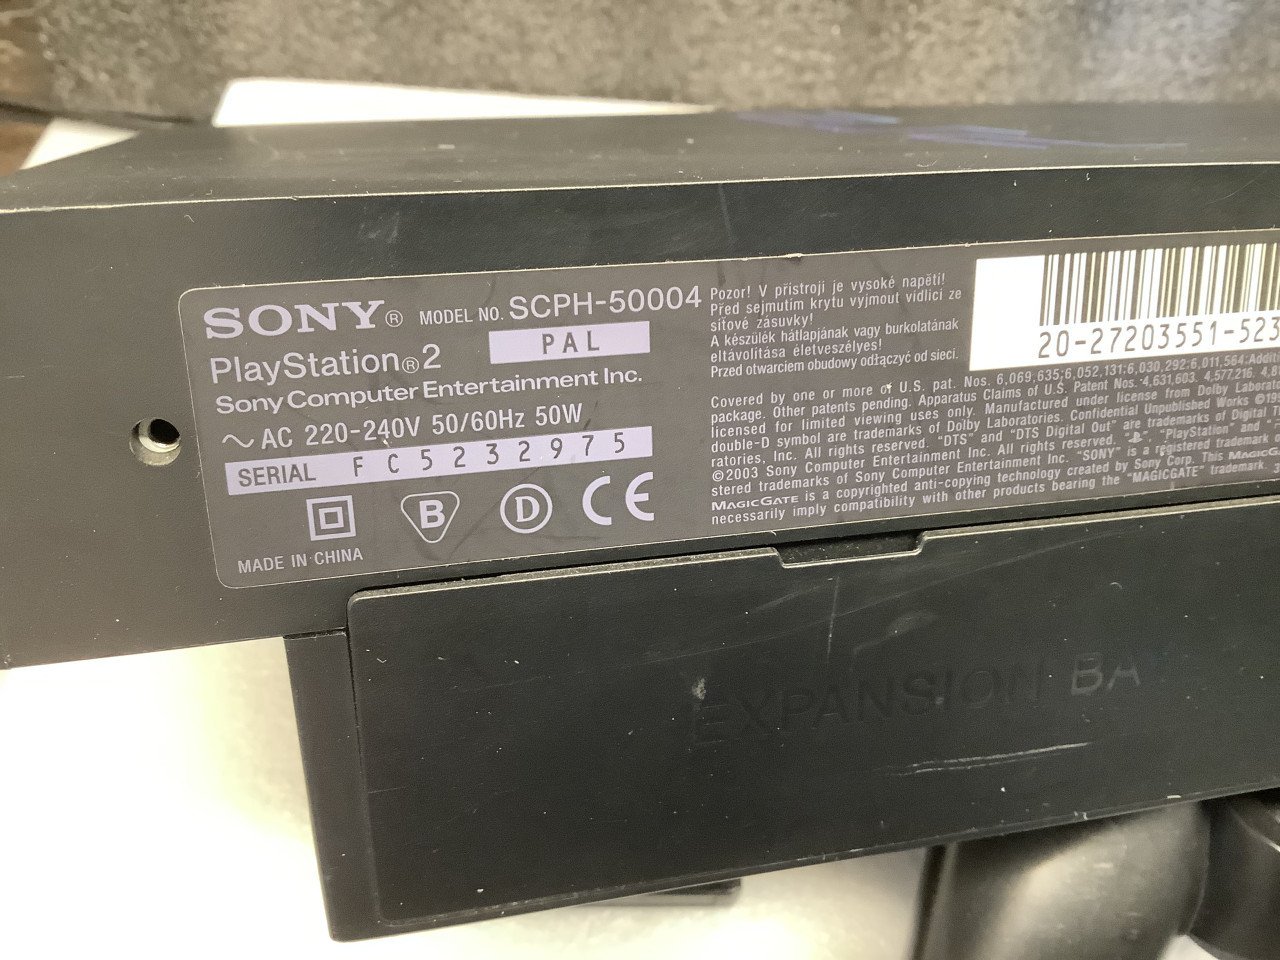 SONY® MODEL NO. SCPH-50004
PlayStation®2 PAL
Sony Computer Entertainment Inc.
～AC 220-240V 50/60Hz 50W
SERIAL FC5232975
B D CE
MADE IN CHINA
Pozor! V přístroji je vysoké napětí!
Před sejmutím krytu vyjmout vidlici ze
síťové zásuvky!
A készülék hátlapjának vagy burkolatának
eltávolítása életveszélyes!
Przed otwarciem obudowy odłączyć od sieci.
20-27203551-523
Covered by one or more of U.S. pat. Nos. 6,069,635;6,052,131;6,030,292;6,011,564;
package. Other patents pending. Apparatus Claims of U.S. Patent Nos. 4,631,603, 4,577,216,
licensed for limited viewing uses only. Manufactured under license from Dolby
double-D symbol are trademarks of Dolby Laboratories. Confidential Unpublished Works
ratories, Inc. All rights reserved. "DTS" and "DTS Digital Out" are trademarks of Digital
©2003 Sony Computer Entertainment Inc. All rights reserved. "PlayStation" and
stered trademarks of Sony Computer Entertainment Inc. "SONY" is a registered trademark
MAGICGATE is a copyrighted anti-copying technology created by Sony Corp. This
necessarily imply compatibility with other products bearing the "MAGICGATE" trademark.
EXPANSION BA